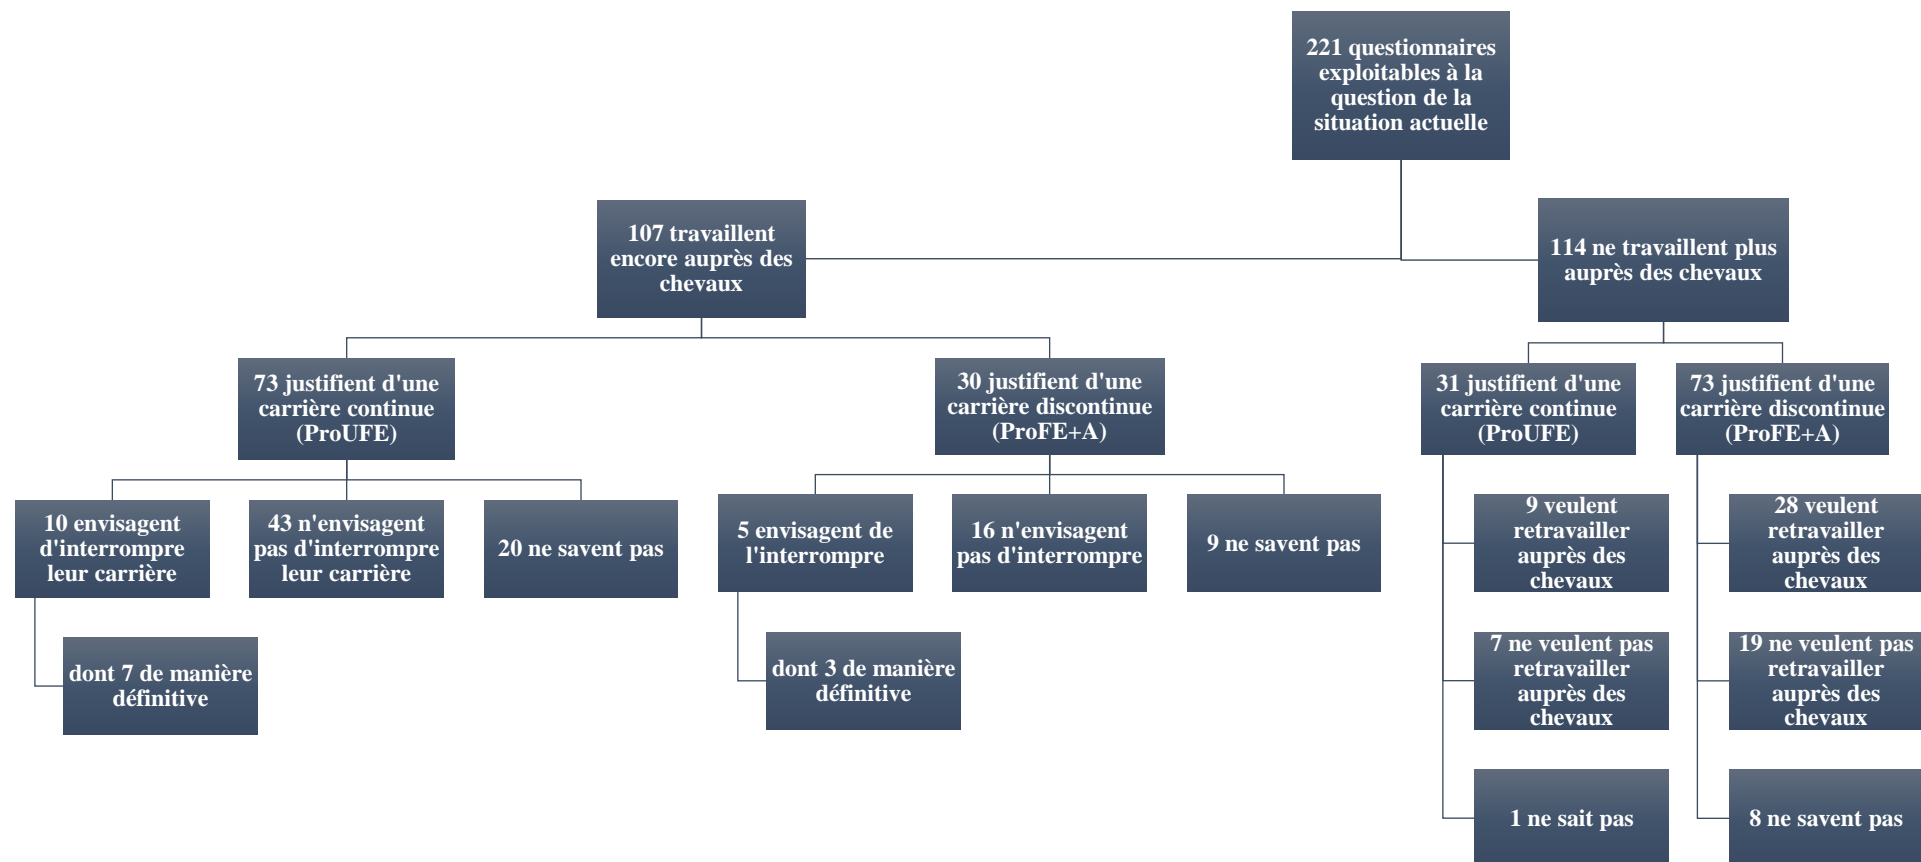 221 questionnaires
exploitables à la
question de la
situation actuelle
107 travaillent
encore auprès des
chevaux
114 ne travaillent plus
auprès des chevaux
73 justifient d'une
carrière continue
(ProUFE)
30 justifient d'une
carrière discontinue
(ProFE+A)
31 justifient d'une
carrière continue
(ProUFE)
73 justifient d'une
carrière discontinue
(ProFE+A)
10 envisagent
d'interrompre
leur carrière
43 n'envisagent
pas d'interrompre
leur carrière
20 ne savent pas
5 envisagent de
l'interrompre
16 n'envisagent
pas d'interrompre
9 ne savent pas
9 veulent
retravailler
auprès des
chevaux
28 veulent
retravailler
auprès des
chevaux
dont 7 de manière
définitive
dont 3 de manière
définitive
7 ne veulent pas
retravailler
auprès des
chevaux
19 ne veulent pas
retravailler
auprès des
chevaux
1 ne sait pas
8 ne savent pas